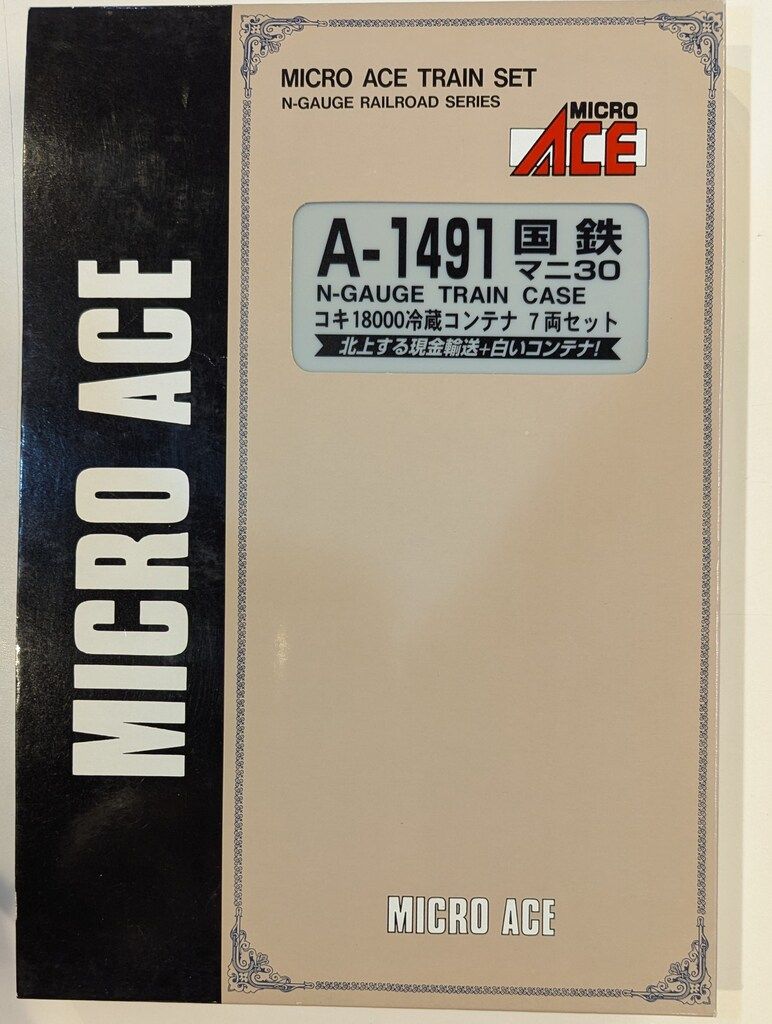 MICRO ACE
MICRO ACE TRAIN SET
N-GAUGE RAILROAD SERIES
MICRO
ACE
A-1491 国鉄
マニ30
N-GAUGE TRAIN CASE
コキ18000冷蔵コンテナ 7両セット
北上する現金輸送+白いコンテナ!
MICRO ACE